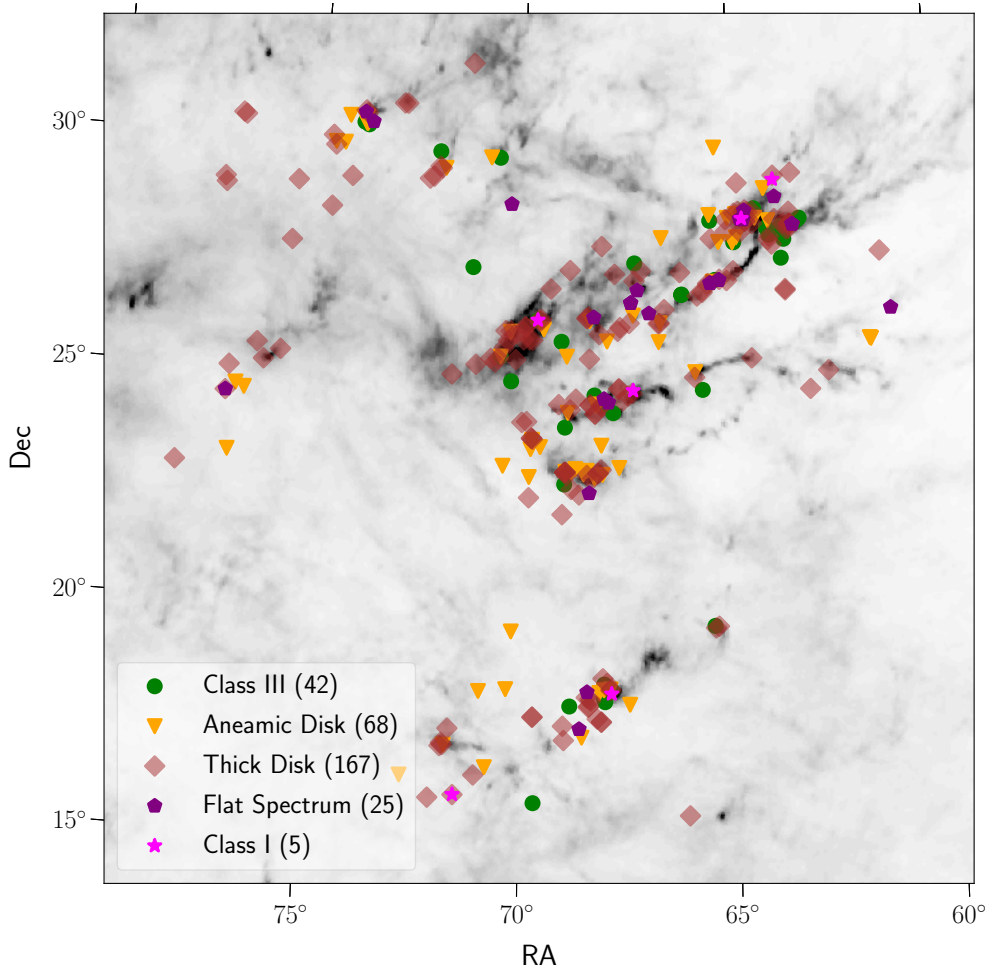 30°
25°
20°
15°
Dec
Class III (42)
Aneamic Disk (68)
Thick Disk (167)
Flat Spectrum (25)
Class I (5)
75°
70°
65°
60°
RA